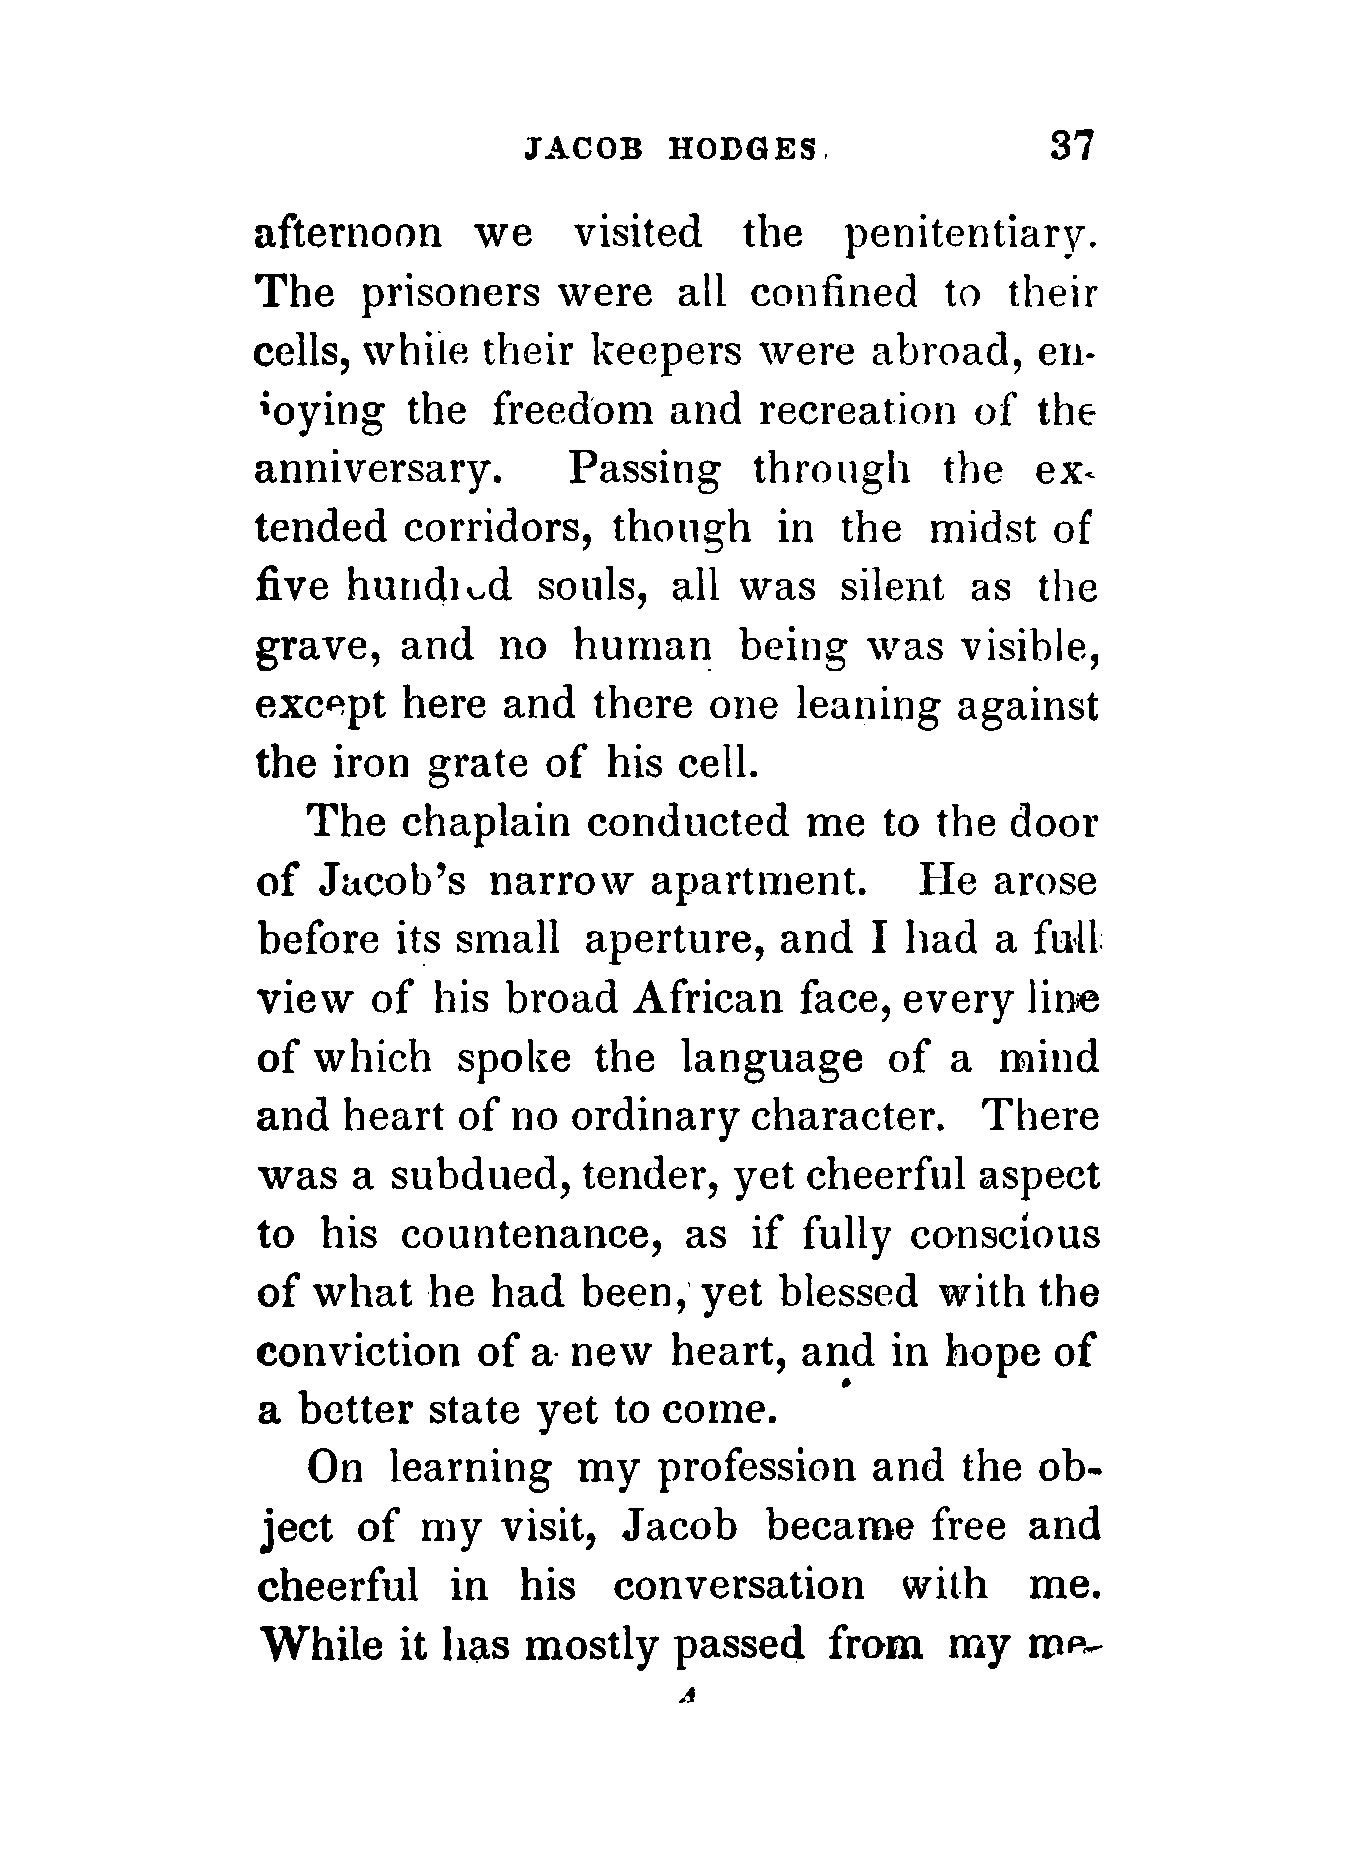 JACOB HODGES. 37
afternoon we visited the penitentiary.
The prisoners were all confined to their
cells, while their keepers were abroad, en-
joying the freedom and recreation of the
anniversary. Passing through the ex-
tended corridors, though in the midst of
five hundred souls, all was silent as the
grave, and no human being was visible,
except here and there one leaning against
the iron grate of his cell.
The chaplain conducted me to the door
of Jacob's narrow apartment. He arose
before its small aperture, and I had a full
view of his broad African face, every line
of which spoke the language of a mind
and heart of no ordinary character. There
was a subdued, tender, yet cheerful aspect
to his countenance, as if fully conscious
of what he had been, yet blessed with the
conviction of a new heart, and in hope of
a better state yet to come.
On learning my profession and the ob-
ject of my visit, Jacob became free and
cheerful in his conversation with me.
While it has mostly passed from my me-